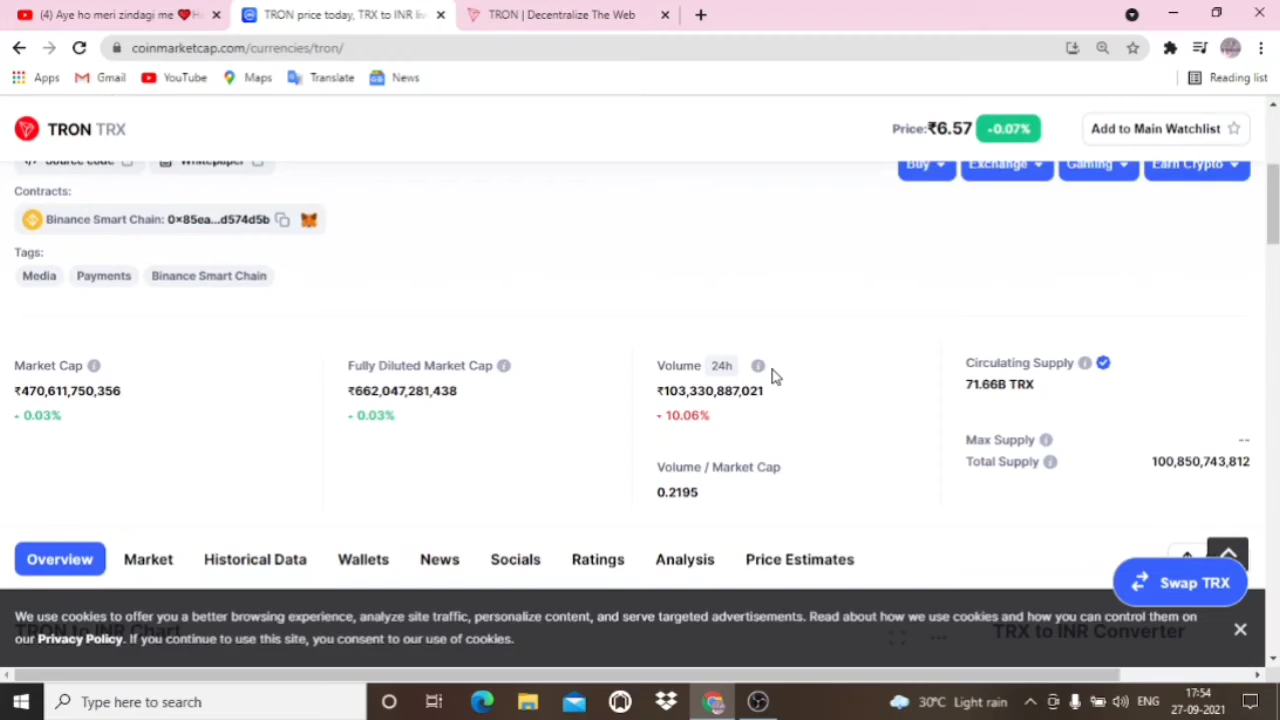 (4) Aye ho meri zindagi me
TRON price today, TRX to INR liv
TRON | Decentralize The Web
coinmarketcap.com/currencies/tron/
Apps Gmail YouTube Maps Translate News Reading list
TRON TRX
Price:₹6.57 -0.07% Add to Main Watchlist
Source code Whitepaper
Buy Exchange Gaming Earn Crypto
Contracts:
Binance Smart Chain: 0x85ea...d574d5b
Tags:
Media Payments Binance Smart Chain
Market Cap Fully Diluted Market Cap Volume 24h Circulating Supply
₹470,611,750,356 ₹662,047,281,438 ₹103,330,887,021 71.66B TRX
- 0.03% - 0.03% - 10.06%
Max Supply --
Total Supply 100,850,743,812
Volume / Market Cap
0.2195
Overview Market Historical Data Wallets News Socials Ratings Analysis Price Estimates
Swap TRX
We use cookies to offer you a better browsing experience, analyze site traffic, personalize content, and serve targeted advertisements. Read about how we use cookies and how you can control them on
our Privacy Policy. If you continue to use this site, you consent to our use of cookies.
TRON to INR Chart TRX to INR Converter
Type here to search
30°C Light rain ENG 17:54
27-09-2021